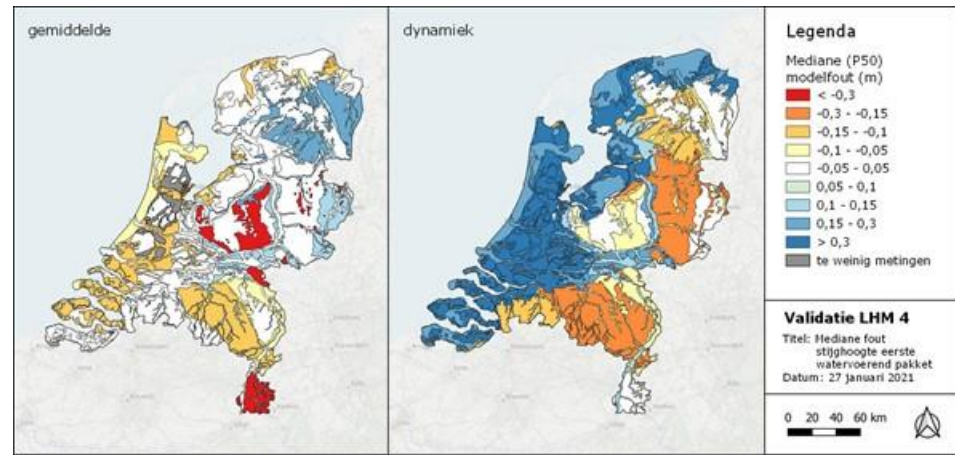 gemiddelde
dynamiek
Legenda
Mediane (P50)
modelfout (m)
< -0,3
-0,3 - -0,15
-0,15 - -0,1
-0,1 - -0,05
-0,05 - 0,05
0,05 - 0,1
0,1 - 0,15
0,15 - 0,3
> 0,3
te weinig metingen
Validatie LHM 4
Titel: Mediane fout
stijghoogte eerste
watervoerend pakket
Datum: 27 januari 2021
0 20 40 60 km